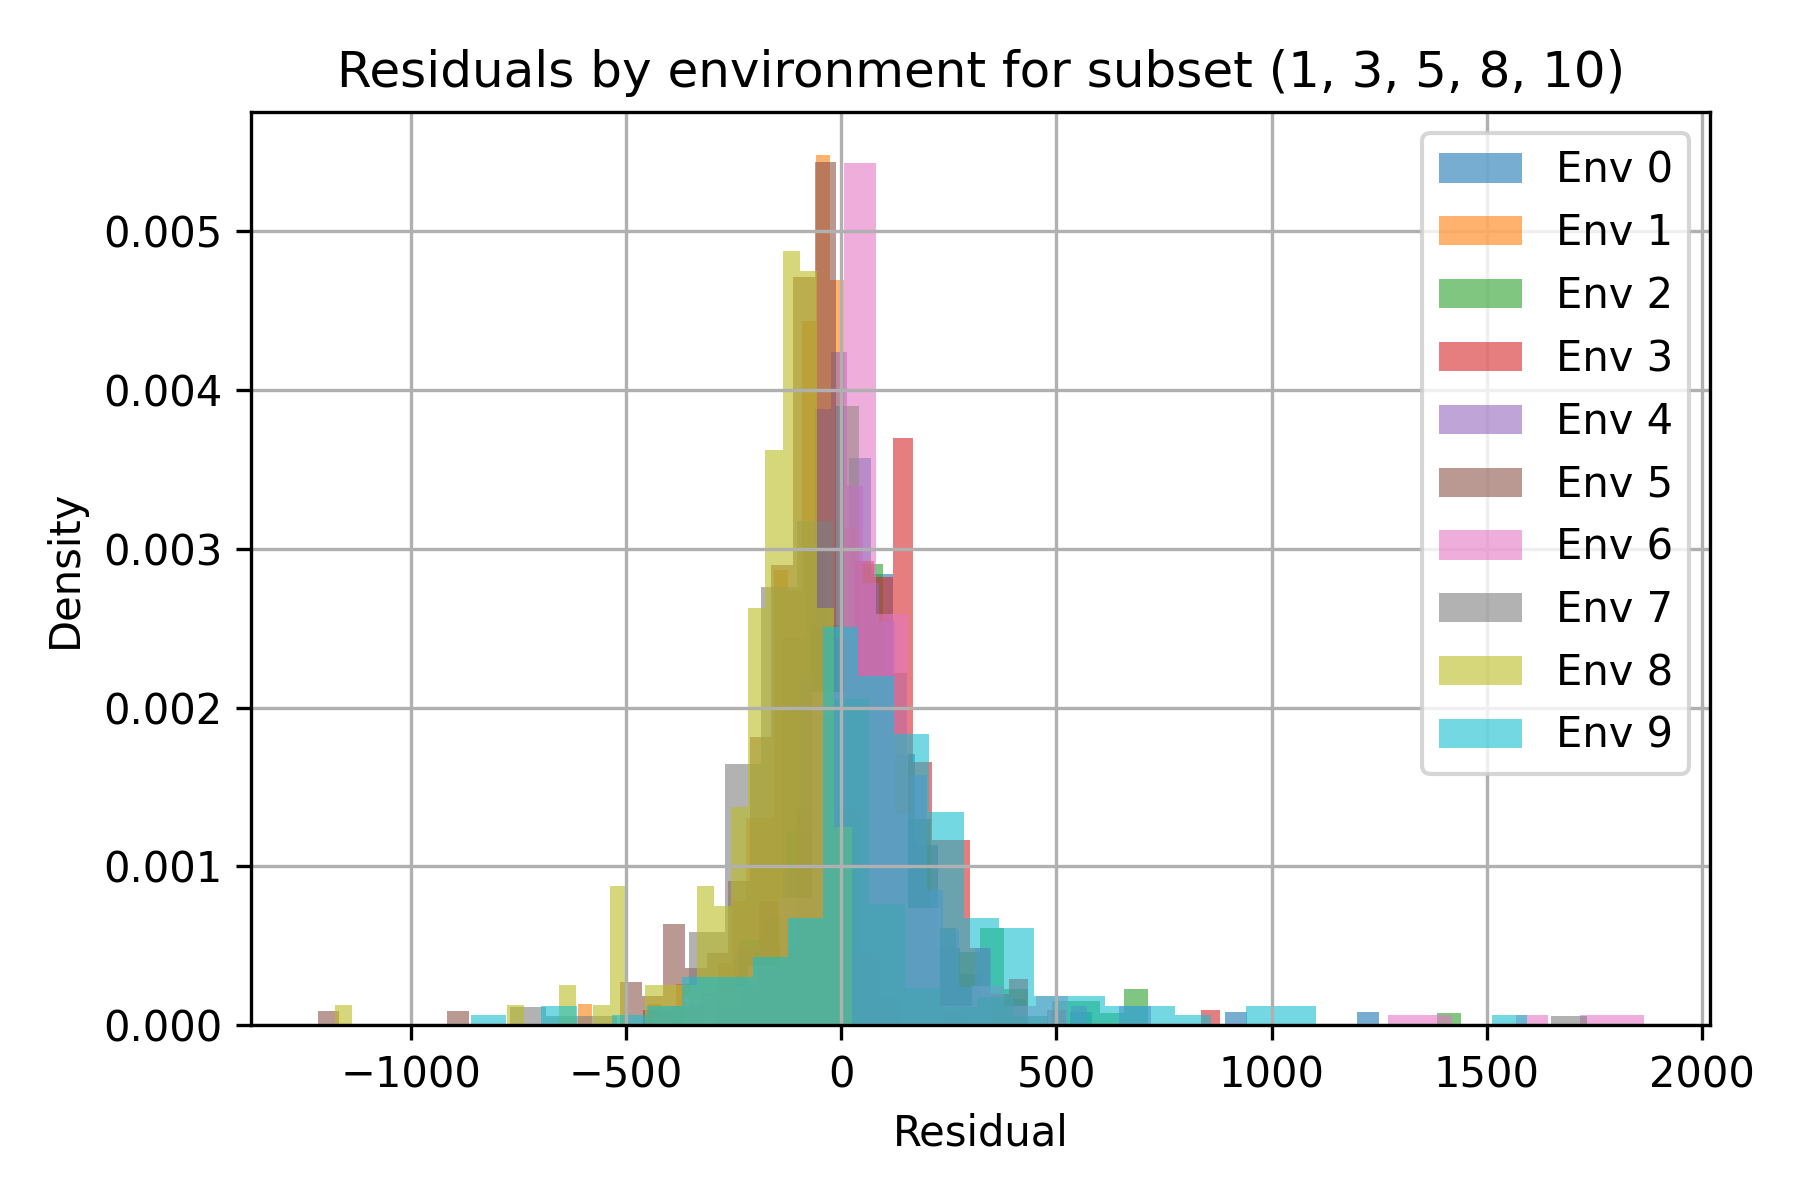 Residuals by environment for subset (1, 3, 5, 8, 10)
Env 0
Env 1
Env 2
Env 3
Env 4
Env 5
Env 6
Env 7
Env 8
Env 9
Density
0.005
0.004
0.003
0.002
0.001
0.000
−1000 −500 0 500 1000 1500 2000
Residual